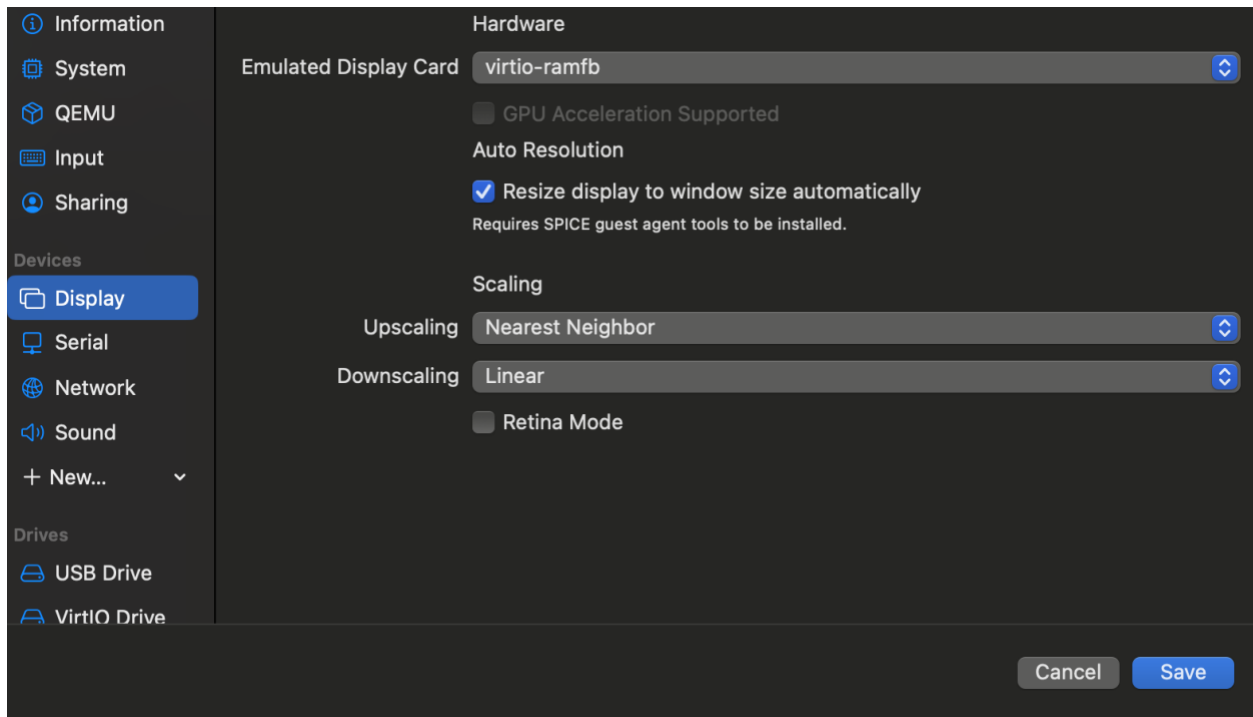 Information
System
QEMU
Input
Sharing
Devices
Display
Serial
Network
Sound
New...
Drives
USB Drive
VirtIO Drive
Hardware
Emulated Display Card virtio-ramfb
GPU Acceleration Supported
Auto Resolution
Resize display to window size automatically
Requires SPICE guest agent tools to be installed.
Scaling
Upscaling Nearest Neighbor
Downscaling Linear
Retina Mode
Cancel Save